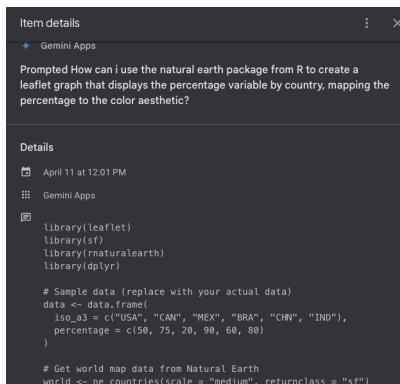 Item details
Gemini Apps
Prompted How can i use the natural earth package from R to create a
leaflet graph that displays the percentage variable by country, mapping the
percentage to the color aesthetic?
Details
April 11 at 12:01 PM
Gemini Apps
library(leaflet)
library(sf)
library(rnaturalearth)
library(dplyr)
# Sample data (replace with your actual data)
data <- data.frame(
iso_a3 = c("USA", "CAN", "MEX", "BRA", "CHN", "IND"),
percentage = c(50, 75, 20, 90, 60, 80)
)
# Get world map data from Natural Earth
world <- ne_countries(scale = "medium", returnclass = "sf")